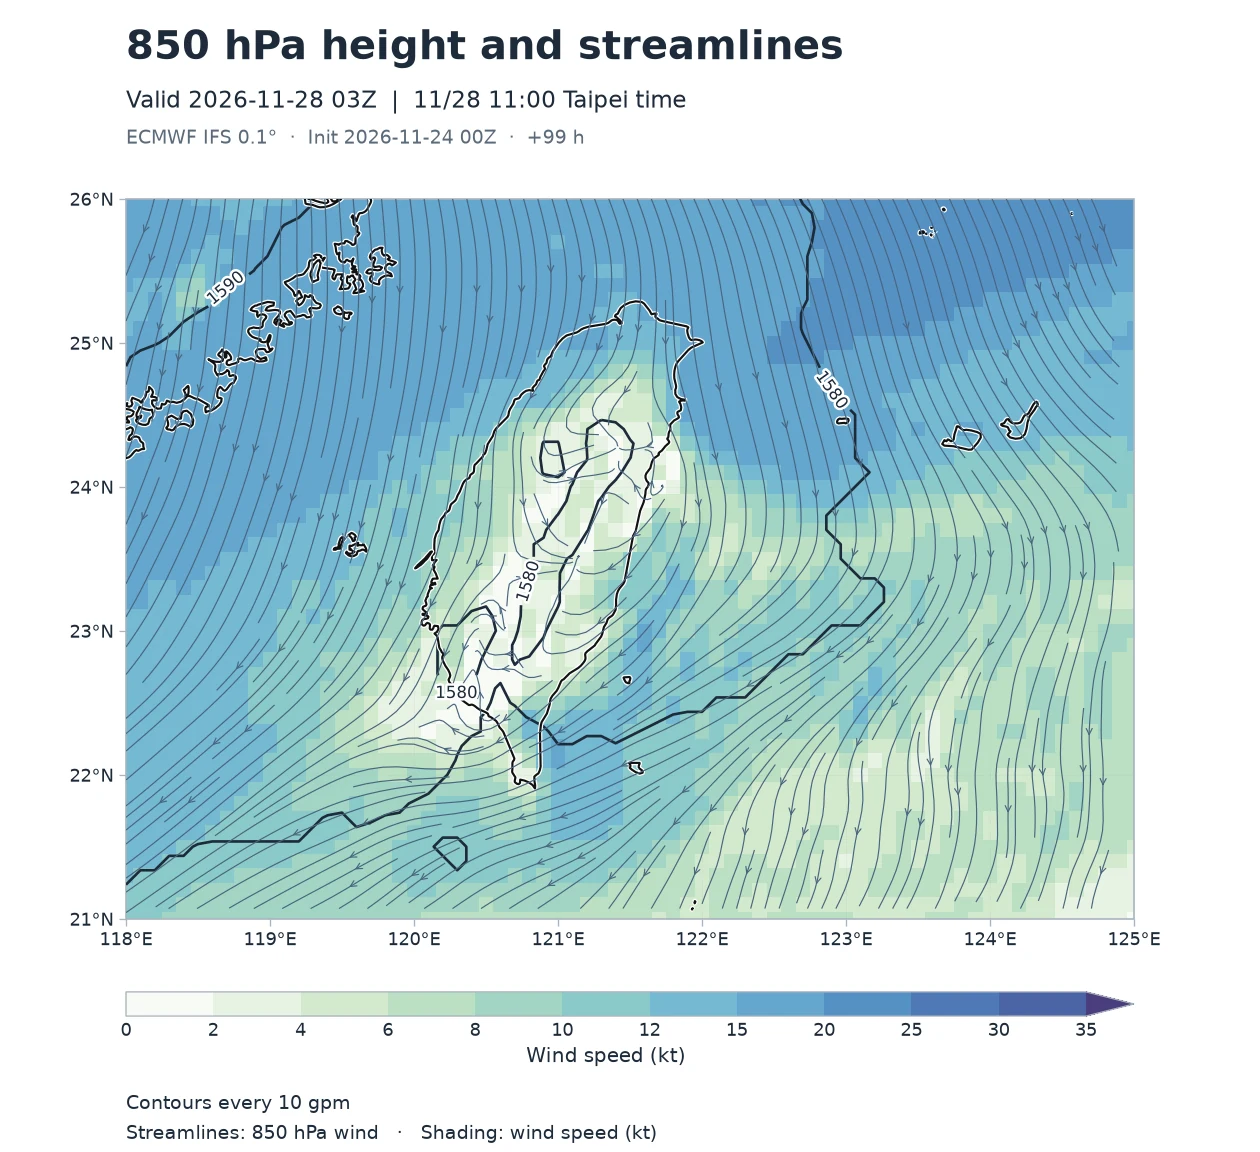 850 hPa height and streamlines
Valid 2026-11-28 03Z | 11/28 11:00 Taipei time
ECMWF IFS 0.1° · Init 2026-11-24 00Z · +99 h
26°N
25°N
24°N
23°N
22°N
21°N
1590
1580
1580
1580
118°E 119°E 120°E 121°E 122°E 123°E 124°E 125°E
0 2 4 6 8 10 12 15 20 25 30 35
Wind speed (kt)
Contours every 10 gpm
Streamlines: 850 hPa wind · Shading: wind speed (kt)